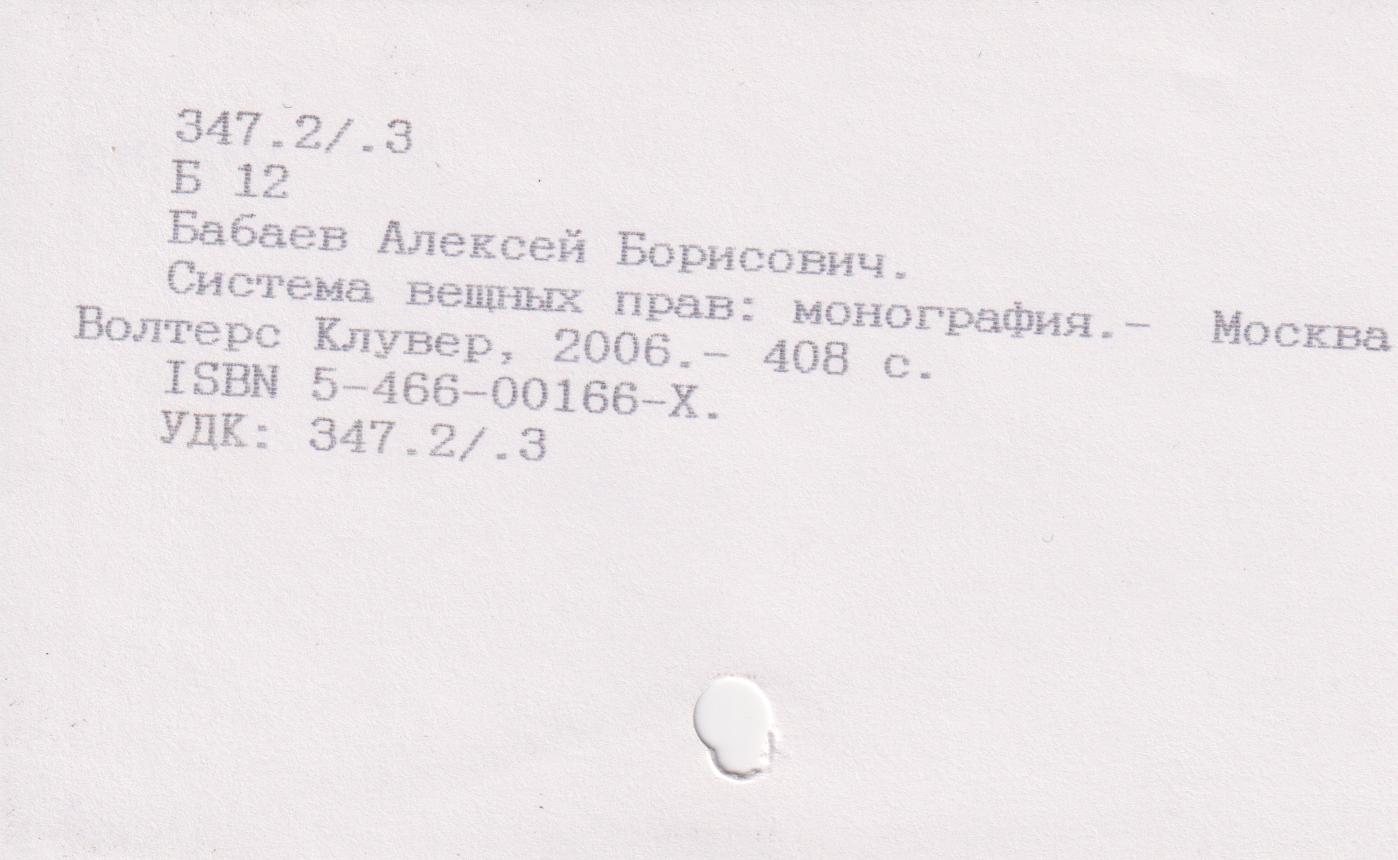 347.2/.3
Б 12
Бабаев Алексей Борисович.
Система вещных прав: монография.- Москва
Волтерс Клувер, 2006.- 408 с.
ISBN 5-466-00166-X.
УДК: 347.2/.3